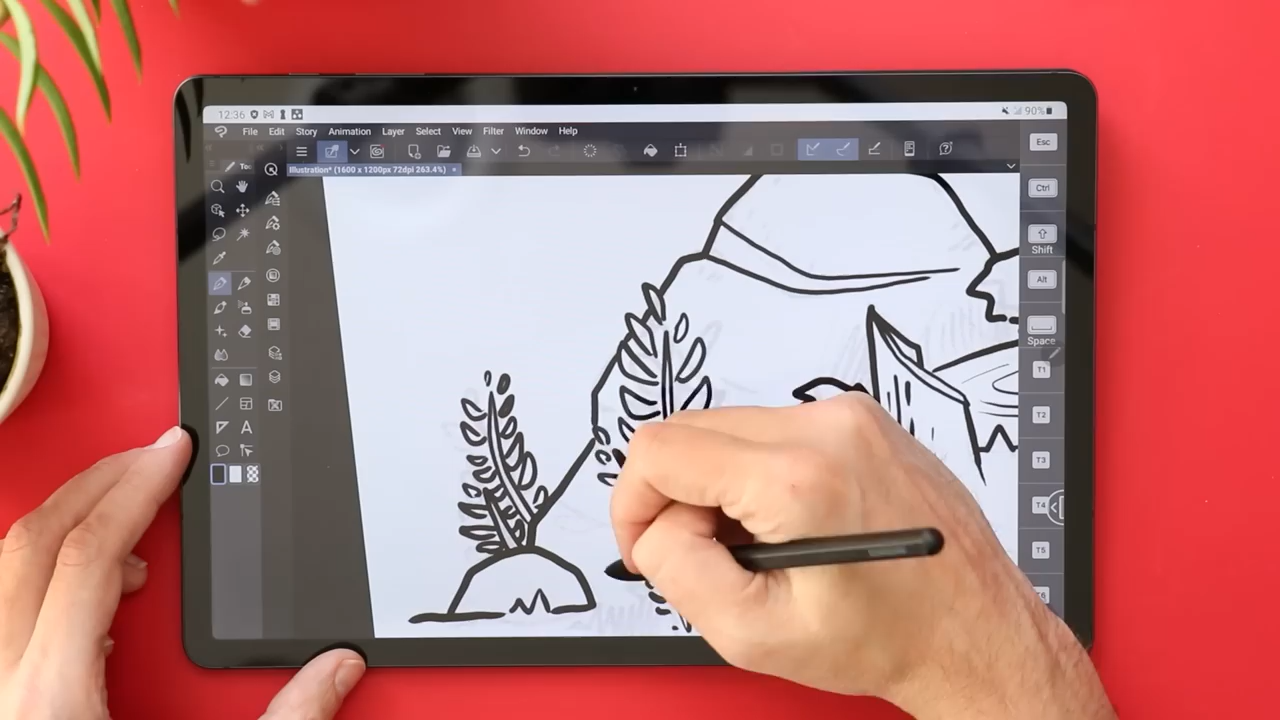 12:36 90%
File Edit Story Animation Layer Select View Filter Window Help
Esc
Illustration* (1600 x 1200px 72dpi 263.4%)
Ctrl
Shift
Alt
Space
T1
T2
A
T3
T4
T5